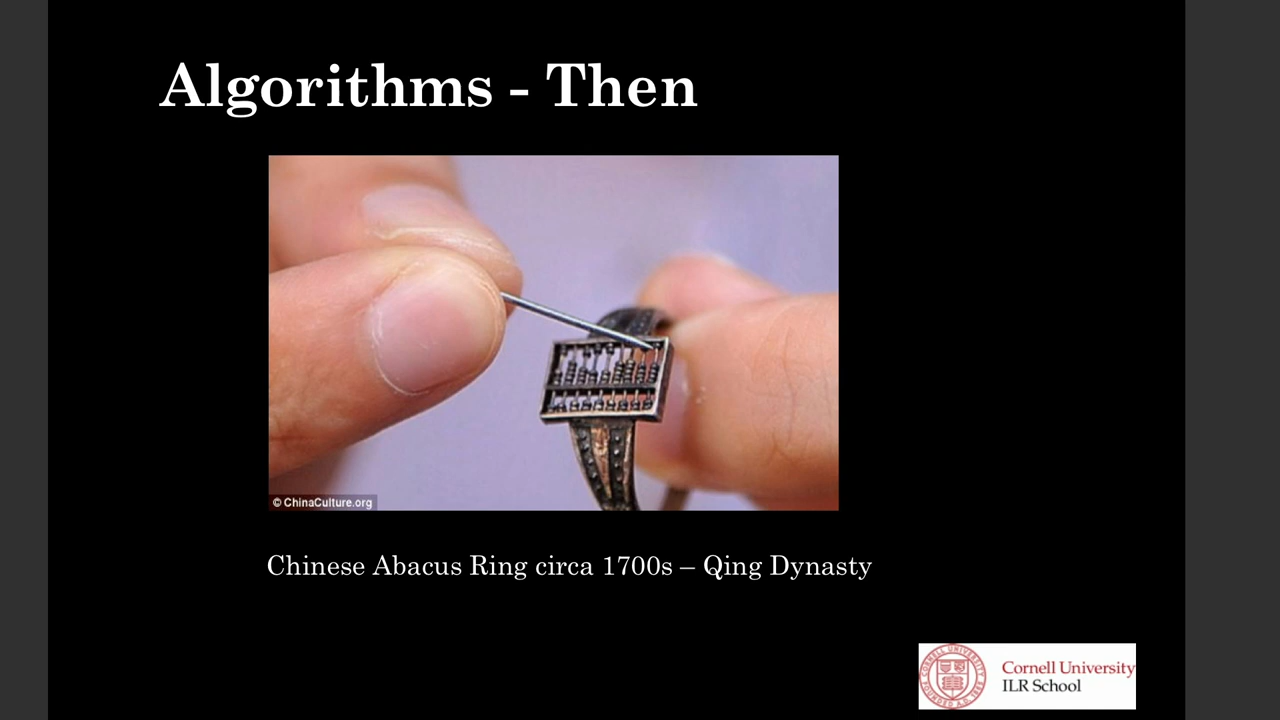 Algorithms - Then
© ChinaCulture.org
Chinese Abacus Ring circa 1700s – Qing Dynasty
Cornell University
ILR School